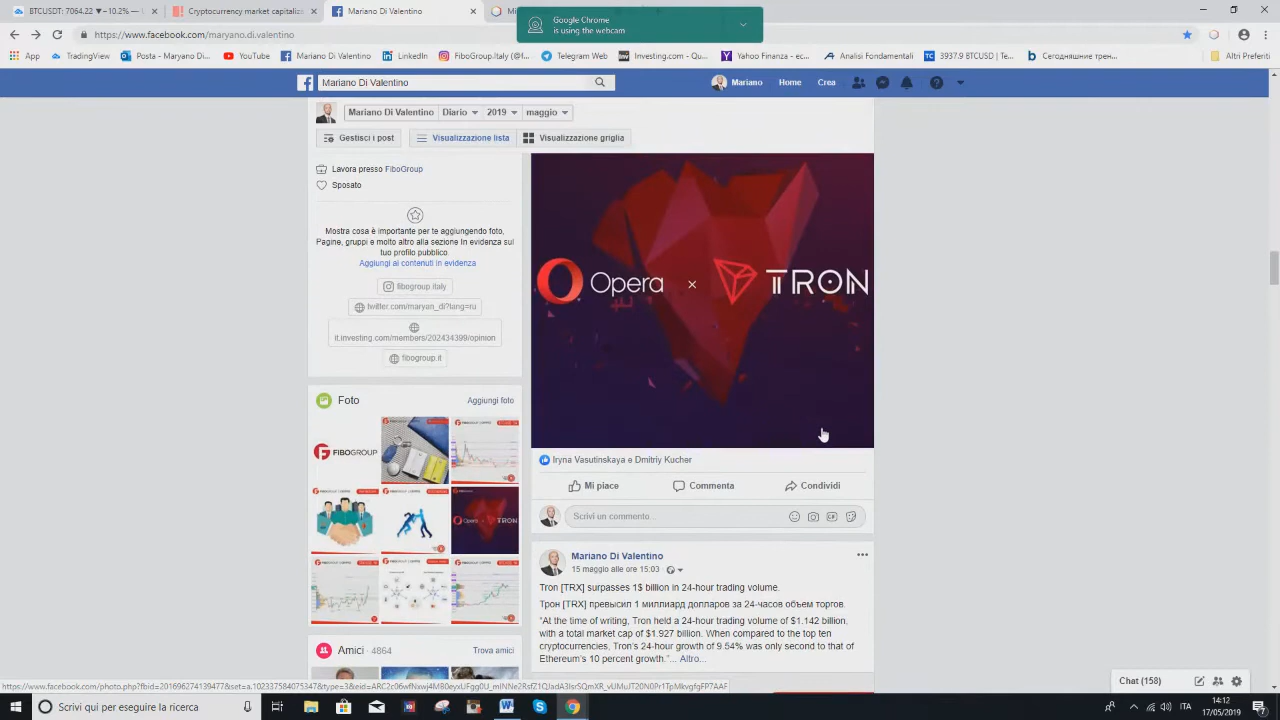 BTCUSDT: 7064.22 ▼ -10.2%
Cryptocurrency market capitalis
Mariano Di Valentino
Google Chrome
is using the webcam
https://www.facebook.com/maryano.di.valentino
App
TradingView
Posta - Maryano Di...
YouTube
Mariano Di Valentino
LinkedIn
FiboGroup.Italy (@f...
Telegram Web
Investing.com - Qu...
Yahoo Finance - ec...
Analisi Fondamentali
3937.9 BTCUSD | Te...
Сегодняшние трен...
Altri Preferiti
Mariano Di Valentino
Mariano
Home
Crea
Mariano Di Valentino
Diario
2019
maggio
Gestisci i post
Visualizzazione lista
Visualizzazione griglia
Lavora presso FiboGroup
Sposato
Mostra cosa è importante per te aggiungendo foto,
Pagine, gruppi e molto altro alla sezione In evidenza sul
tuo profilo pubblico.
Aggiungi ai contenuti in evidenza
fibogroup.italy
twitter.com/maryan_di?lang=ru
it.investing.com/members/202434399/opinion
fibogroup.it
Foto
Aggiungi foto
FIBOGROUP
Amici · 4864
Trova amici
Opera × TRON
Iryna Vasutinskaya e Dmitriy Kucher
Mi piace
Commenta
Condividi
Scrivi un commento...
Mariano Di Valentino
15 maggio alle ore 15:03
Tron [TRX] surpasses 1$ billion in 24-hour trading volume.
Трон [TRX] превысил 1 миллиард долларов за 24-часов объем торгов.
"At the time of writing, Tron held a 24-hour trading volume of $1.142 billion,
with a total market cap of $1.927 billion. When compared to the top ten
cryptocurrencies, Tron's 24-hour growth of 9.54% was only second to that of
Ethereum's 10 percent growth."... Altro...
Chat (156)
Scrivi qui per eseguire la ricerca
ITA
14:12
17/05/2019